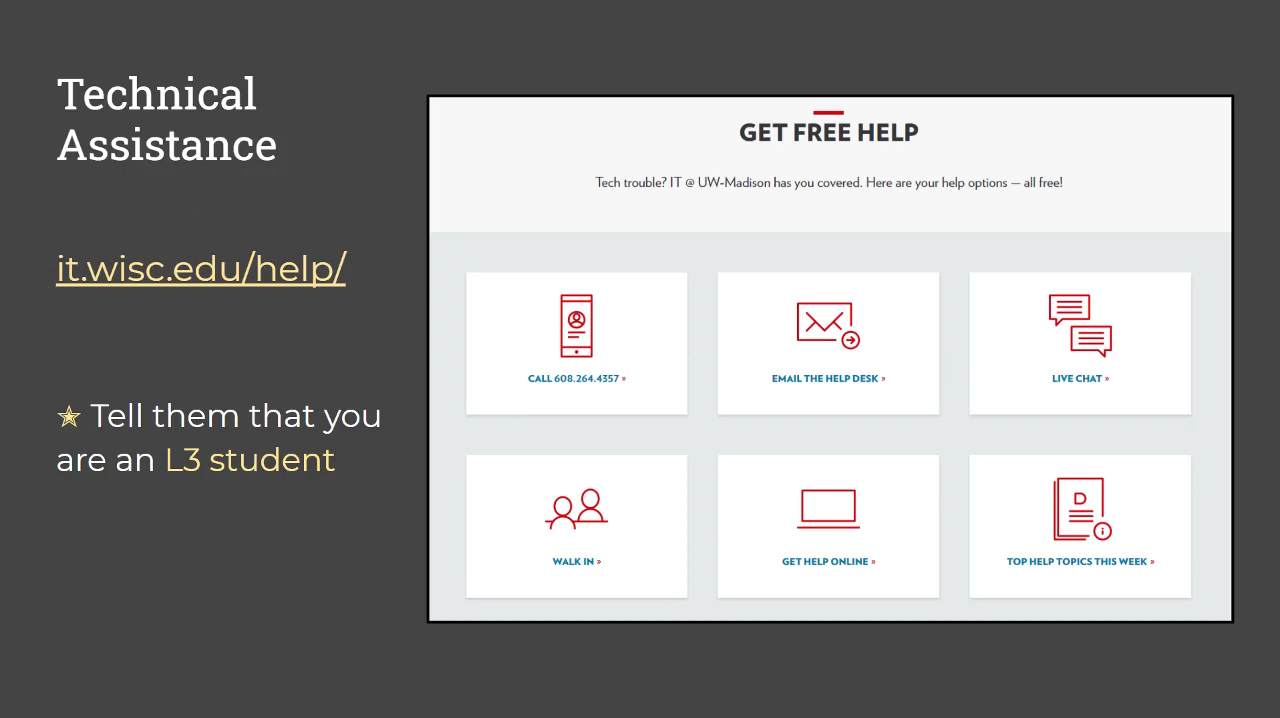 Technical
Assistance
it.wisc.edu/help/
✯ Tell them that you
are an L3 student
GET FREE HELP
Tech trouble? IT @ UW-Madison has you covered. Here are your help options — all free!
CALL 608.264.4357 »
EMAIL THE HELP DESK »
LIVE CHAT »
WALK IN »
GET HELP ONLINE »
D
TOP HELP TOPICS THIS WEEK »